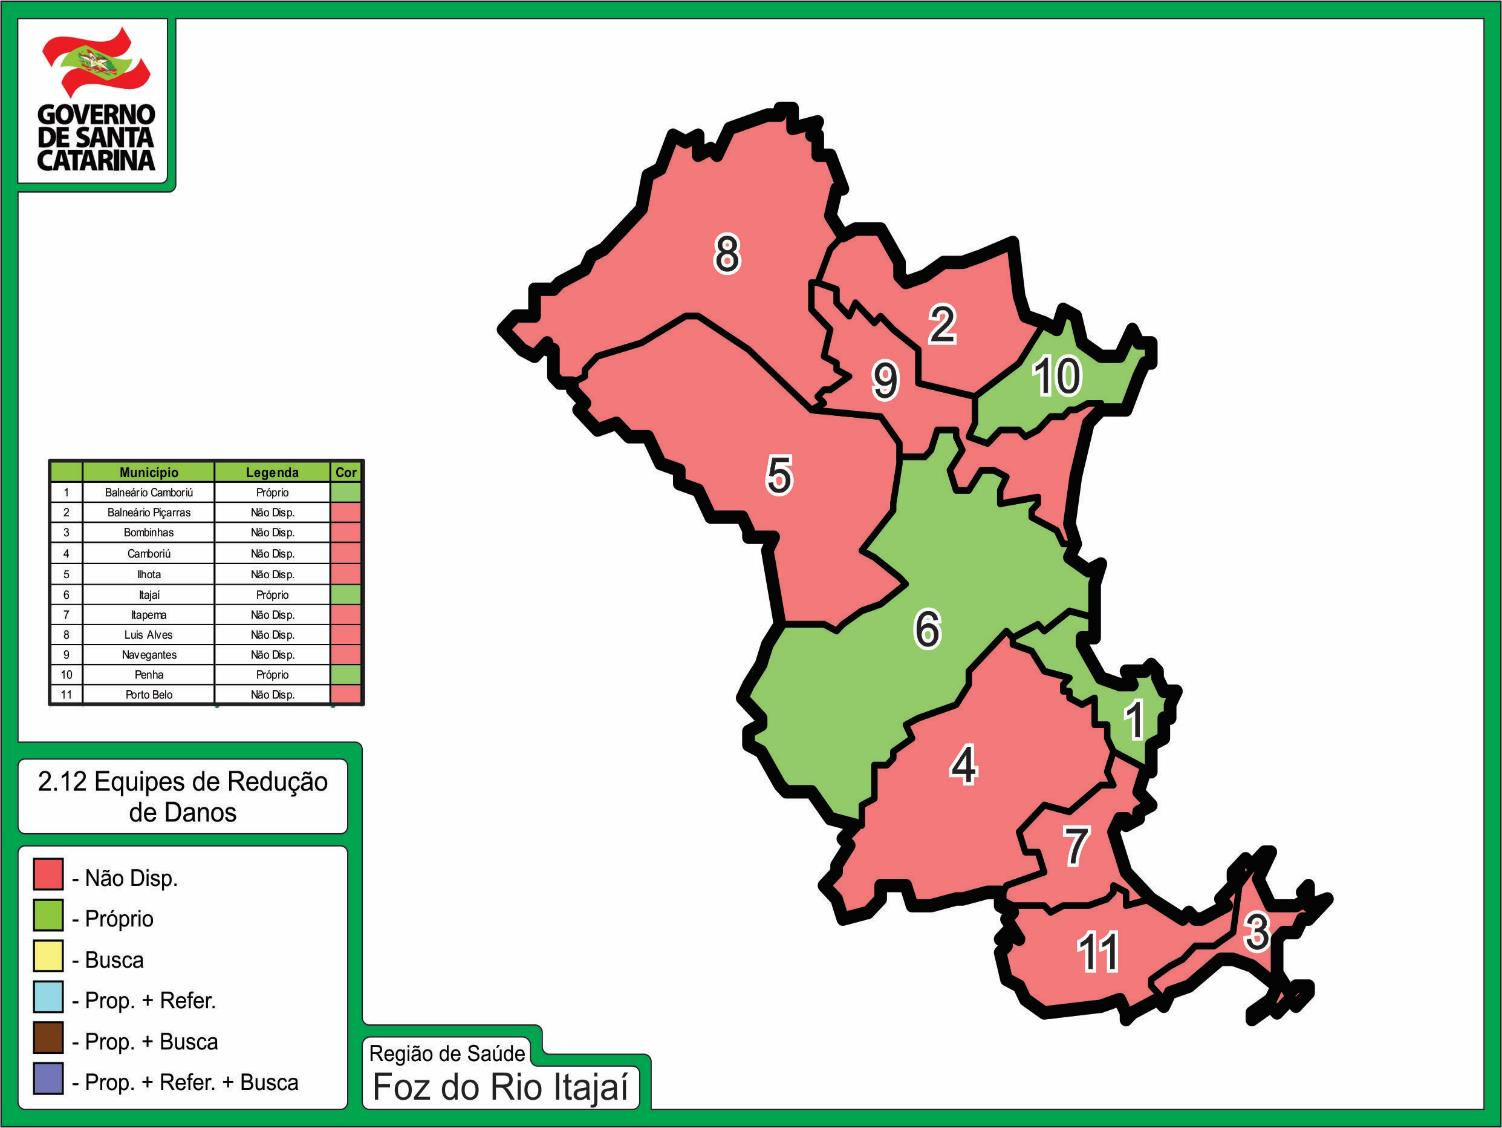 GOVERNO
DE SANTA
CATARINA
Município Legenda Cor
1 Balneário Camboriú Próprio
2 Balneário Piçarras Não Disp.
3 Bombinhas Não Disp.
4 Camboriú Não Disp.
5 Ilhota Não Disp.
6 Itajaí Próprio
7 Itapema Não Disp.
8 Luis Alves Não Disp.
9 Navegantes Não Disp.
10 Penha Próprio
11 Porto Belo Não Disp.
8
2
10
9
5
6
1
4
7
3
11
2.12 Equipes de Redução
de Danos
- Não Disp.
- Próprio
- Busca
- Prop. + Refer.
- Prop. + Busca
- Prop. + Refer. + Busca
Região de Saúde
Foz do Rio Itajaí